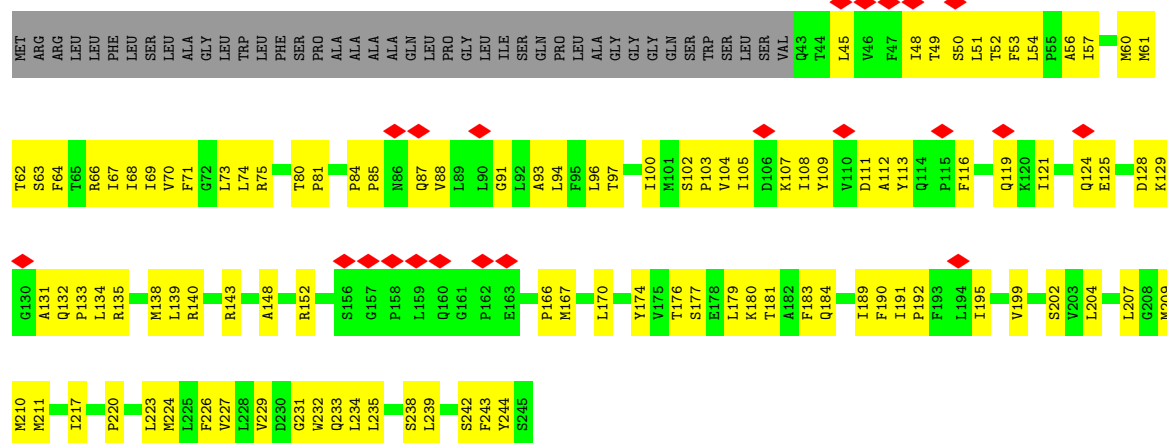 MET ARG ARG LEU LEU PHE LEU SER LEU ALA GLY LEU TRP LEU PHE SER PRO ALA ALA ALA ALA GLN LEU PRO GLY LEU ILE SER GLN PRO LEU ALA GLY GLY GLY GLN SER TRP SER LEU SER VAL Q43 T44 L45 V46 F47 I48 T49 S50 L51 T52 F53 L54 P55 A56 I57 M60 M61
T62 S63 F64 T65 R66 I67 I68 I69 V70 F71 G72 L73 L74 R75 T80 P81 P84 P85 N86 Q87 V88 L89 L90 G91 L92 A93 L94 F95 L96 T97 I100 M101 S102 P103 V104 I105 D106 K107 I108 Y109 V110 D111 A112 Y113 Q114 P115 F116 Q119 K120 I121 Q124 E125 D128 K129
G130 A131 Q132 P133 L134 R135 M138 L139 R140 R143 A148 R152 S156 G157 P158 L159 Q160 G161 P162 E163 P166 M167 L170 Y174 V175 T176 S177 E178 L179 K180 T181 A182 F183 Q184 I189 F190 I191 P192 F193 L194 I195 V199 S202 V203 L204 L207 G208 M209
M210 M211 I217 P220 L223 M224 L225 F226 V227 L228 V229 D230 G231 W232 Q233 L234 L235 S238 L239 S242 F243 Y244 S245